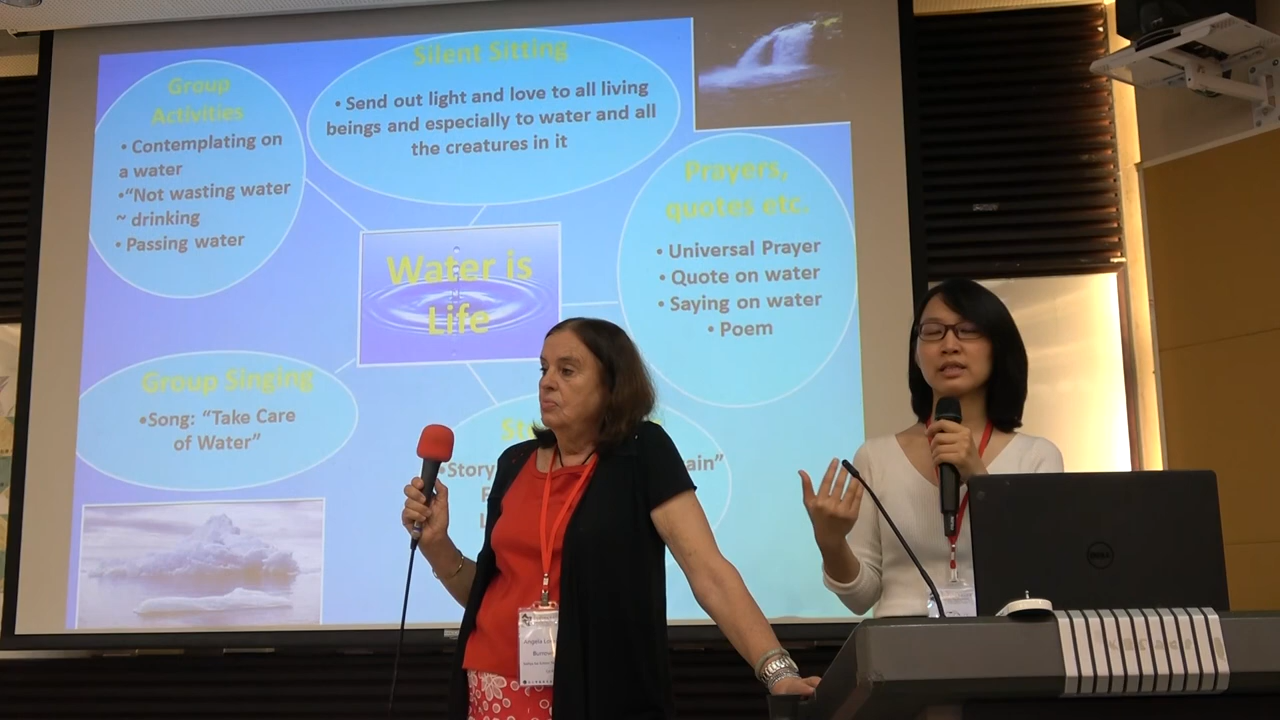 Silent Sitting
• Send out light and love to all living
beings and especially to water and all
the creatures in it
Group
Activities
• Contemplating on
a water
•"Not wasting water
~ drinking
• Passing water
Prayers,
quotes etc.
• Universal Prayer
• Quote on water
• Saying on water
• Poem
Water is
Life
Group Singing
•Song: "Take Care
of Water"
•Story
DELL
Angela